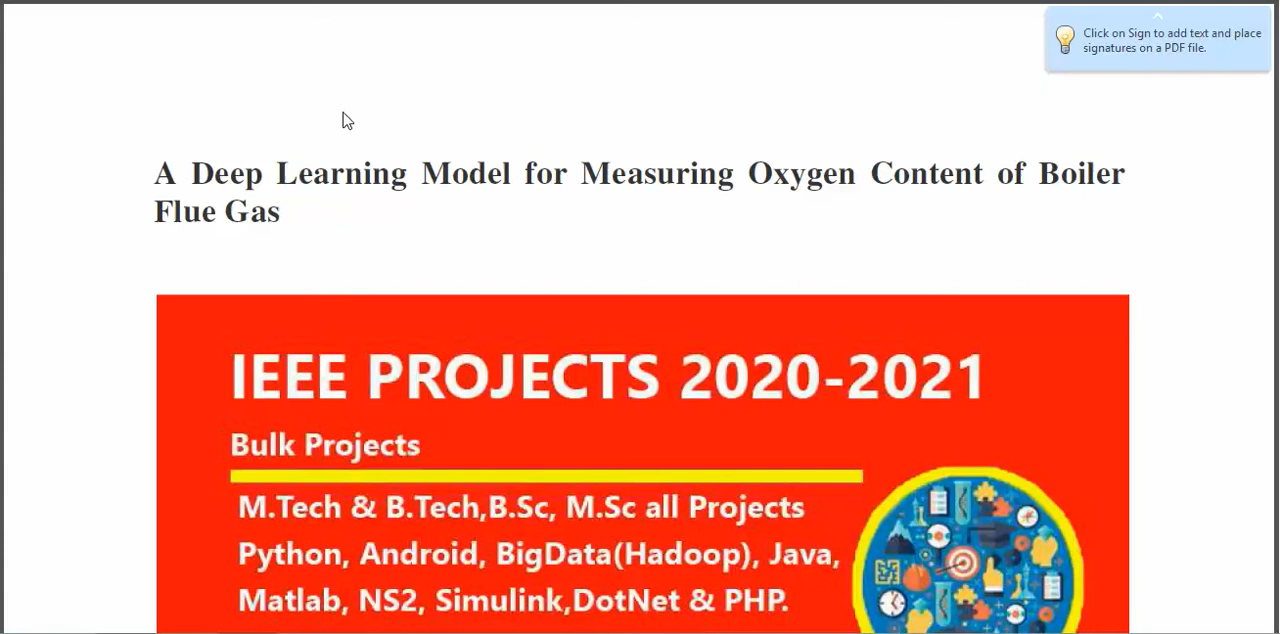 Click on Sign to add text and place
signatures on a PDF file.
A Deep Learning Model for Measuring Oxygen Content of Boiler
Flue Gas
IEEE PROJECTS 2020-2021
Bulk Projects
M.Tech & B.Tech,B.Sc, M.Sc all Projects
Python, Android, BigData(Hadoop), Java,
Matlab, NS2, Simulink,DotNet & PHP.